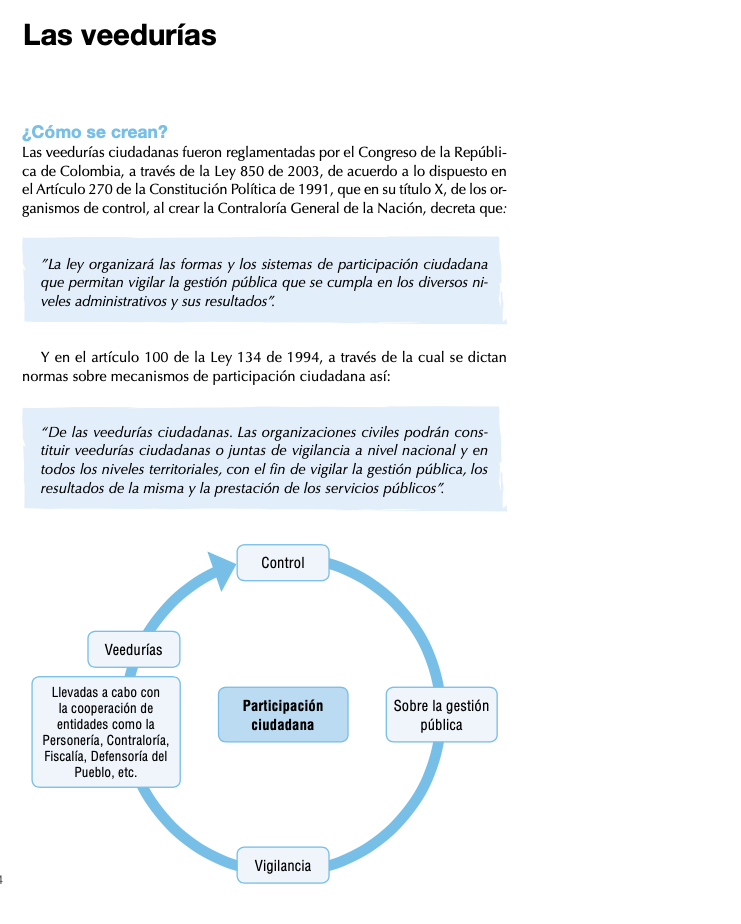 Las veedurías
¿Cómo se crean?
Las veedurías ciudadanas fueron reglamentadas por el Congreso de la Repúbli-
ca de Colombia, a través de la Ley 850 de 2003, de acuerdo a lo dispuesto en
el Artículo 270 de la Constitución Política de 1991, que en su título X, de los or-
ganismos de control, al crear la Contraloría General de la Nación, decreta que:
"La ley organizará las formas y los sistemas de participación ciudadana
que permitan vigilar la gestión pública que se cumpla en los diversos ni-
veles administrativos y sus resultados".
Y en el artículo 100 de la Ley 134 de 1994, a través de la cual se dictan
normas sobre mecanismos de participación ciudadana así:
“De las veedurías ciudadanas. Las organizaciones civiles podrán cons-
tituir veedurías ciudadanas o juntas de vigilancia a nivel nacional y en
todos los niveles territoriales, con el fin de vigilar la gestión pública, los
resultados de la misma y la prestación de los servicios públicos”.
Control
Veedurías
Llevadas a cabo con
la cooperación de
entidades como la
Personería, Contraloría,
Fiscalía, Defensoría del
Pueblo, etc.
Participación
ciudadana
Sobre la gestión
pública
Vigilancia